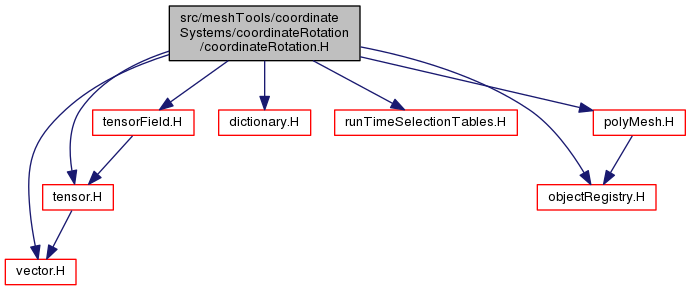 src/meshTools/coordinate
Systems/coordinateRotation
/coordinateRotation.H
tensorField.H
dictionary.H
runTimeSelectionTables.H
polyMesh.H
tensor.H
objectRegistry.H
vector.H